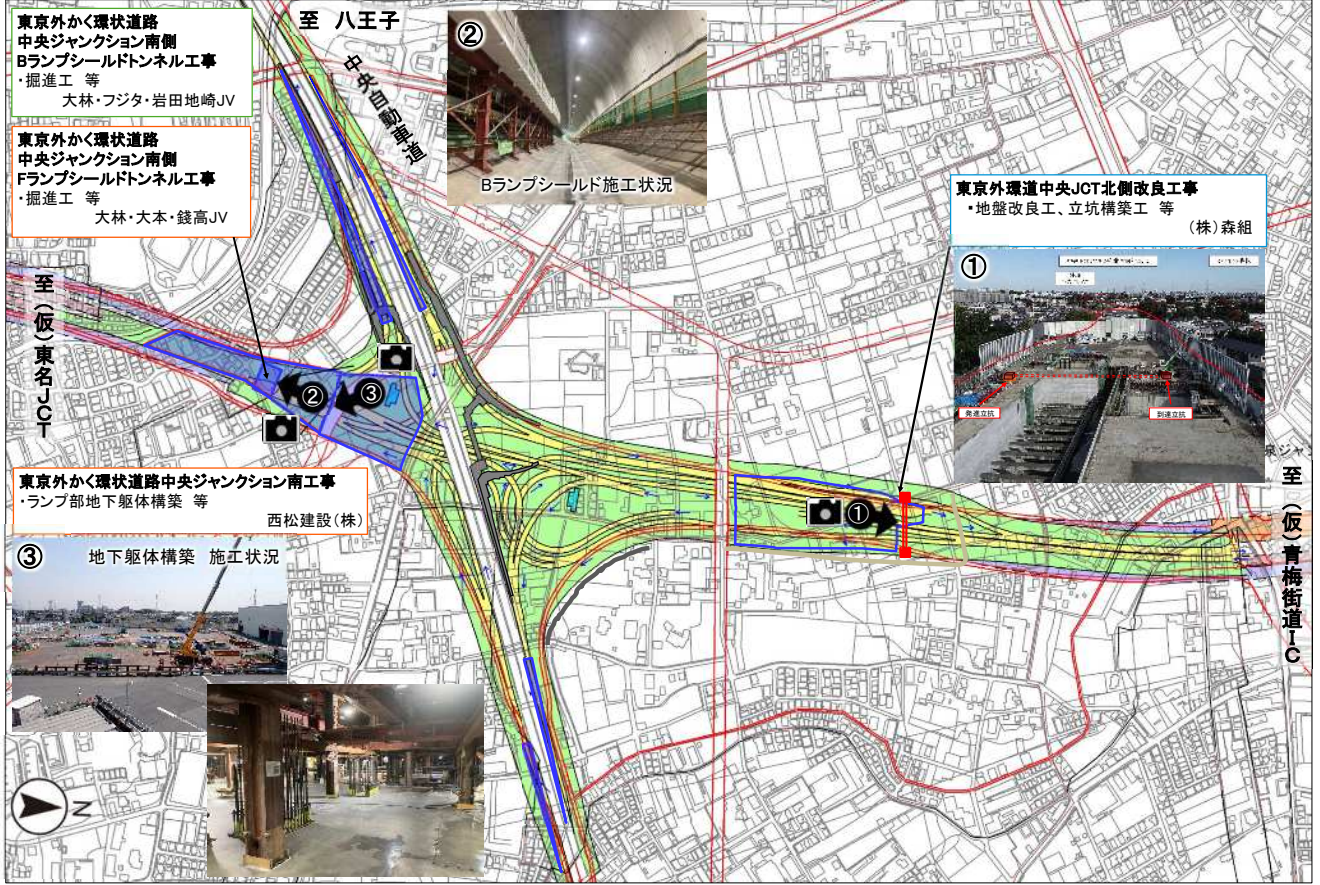 東京外かく環状道路
中央ジャンクション南側
Bランプシールドトンネル工事
・掘進工 等
大林・フジタ・岩田地崎JV
東京外かく環状道路
中央ジャンクション南側
Fランプシールドトンネル工事
・掘進工 等
大林・大本・錢高JV
至 八王子
中央自動車道
②
Bランプシールド施工状況
東京外環道中央JCT北側改良工事
・地盤改良工、立坑構築工 等
(株)森組
①
発進立坑
到達立坑
至(仮)東名JCT
②
③
①
至(仮)青梅街道IC
東京外かく環状道路中央ジャンクション南工事
・ランプ部地下躯体構築 等
西松建設(株)
③
地下躯体構築 施工状況
N